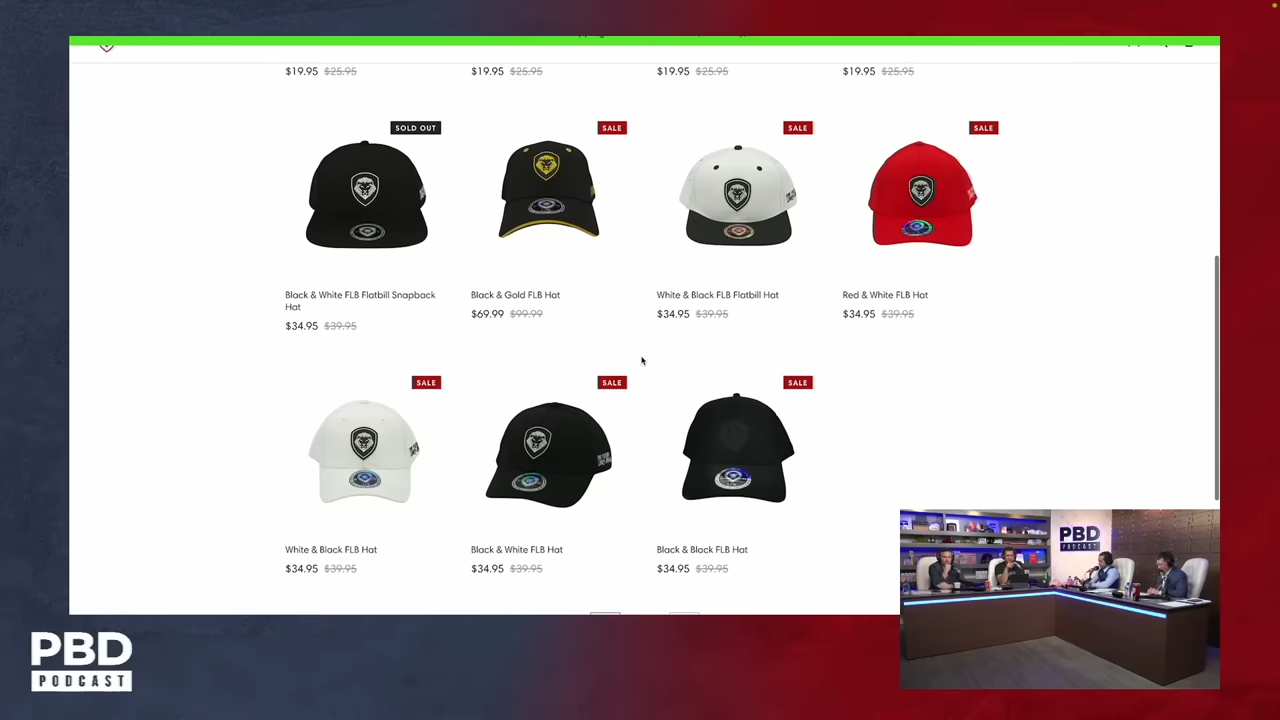 $19.95 $25.95
$19.95 $25.95
$19.95 $25.95
$19.95 $25.95
SOLD OUT
SALE
SALE
SALE
Black & White FLB Flatbill Snapback
Hat
$34.95 $39.95
Black & Gold FLB Hat
$69.99 $99.99
White & Black FLB Flatbill Hat
$34.95 $39.95
Red & White FLB Hat
$34.95 $39.95
SALE
SALE
SALE
White & Black FLB Hat
$34.95 $39.95
Black & White FLB Hat
$34.95 $39.95
Black & Black FLB Hat
$34.95 $39.95
PBD
PODCAST
PBD
PODCAST